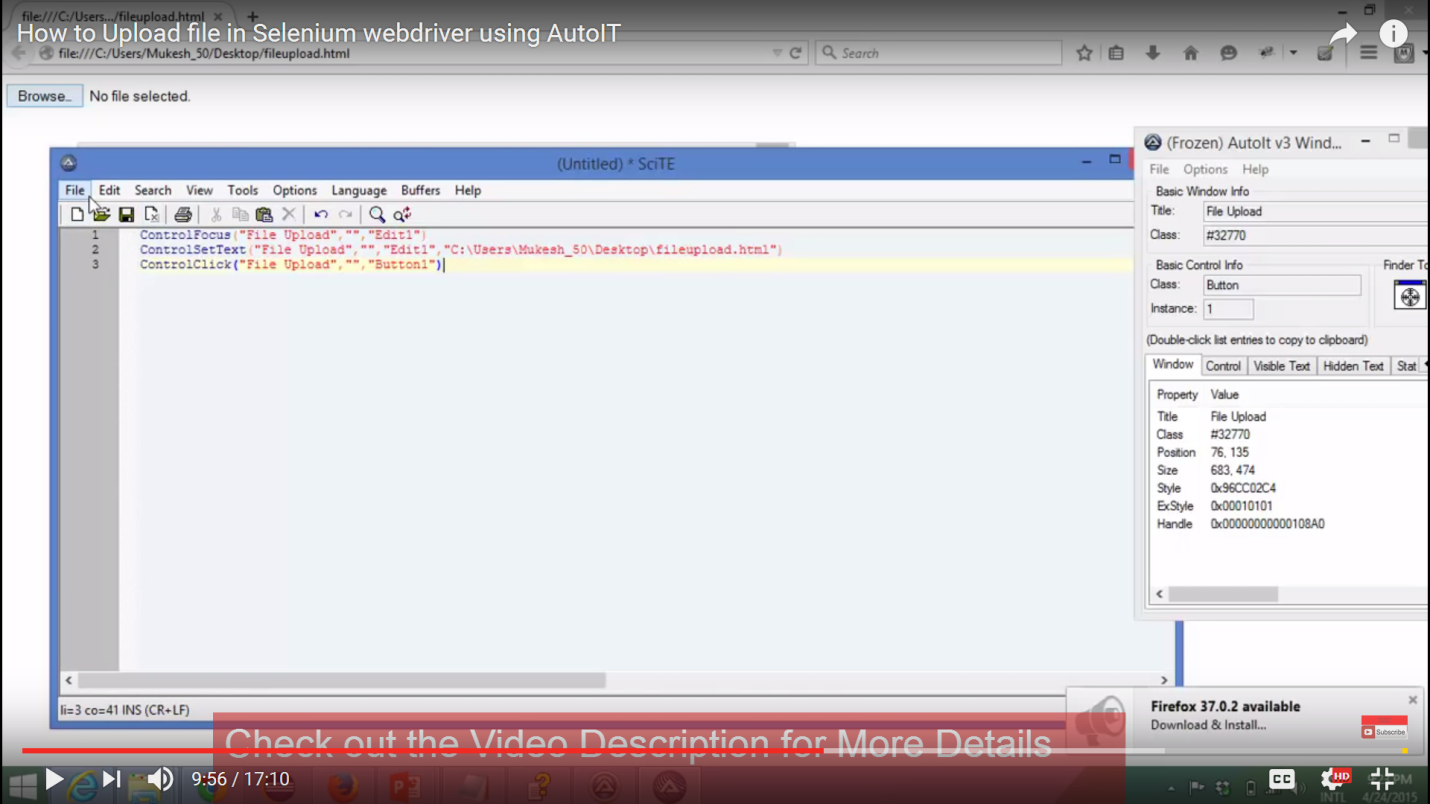 file:///C:/Users.../fileupload.html
How to Upload file in Selenium webdriver using AutoIT
file:///C:/Users/Mukesh_50/Desktop/fileupload.html
Search
Browse... No file selected.
(Untitled) * SciTE
File Edit Search View Tools Options Language Buffers Help
1 ControlFocus("File Upload","","Edit1")
2 ControlSetText("File Upload","","Edit1","C:\Users\Mukesh_50\Desktop\fileupload.html")
3 ControlClick("File Upload","","Button1")
li=3 co=41 INS (CR+LF)
(Frozen) AutoIt v3 Wind...
File Options Help
Basic Window Info
Title: File Upload
Class: #32770
Basic Control Info
Finder To
Class: Button
Instance: 1
(Double-click list entries to copy to clipboard)
Window Control Visible Text Hidden Text Stat
Property Value
Title File Upload
Class #32770
Position 76, 135
Size 683, 474
Style 0x96CC02C4
ExStyle 0x00010101
Handle 0x00000000000108A0
Firefox 37.0.2 available
Download & Install...
Subscribe
Check out the Video Description for More Details
9:56 / 17:10
CC
HD
INTL
4/24/2015